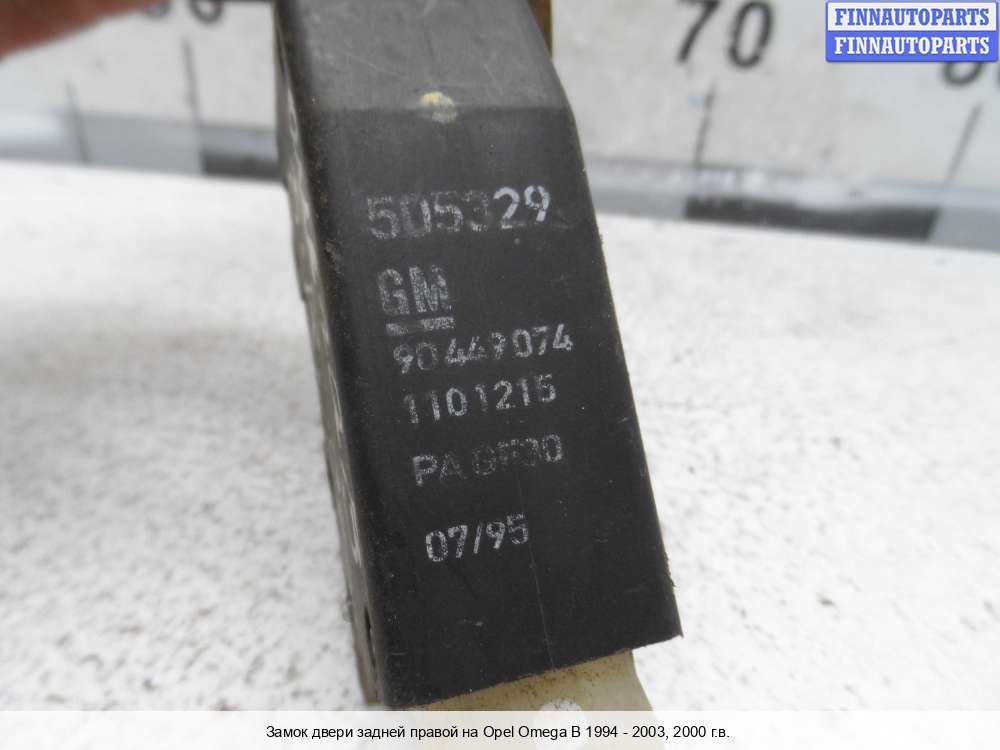 70
FINNAUTOPARTS
FINNAUTOPARTS
505329
GM
90449074
1101215
PA GF30
07/95
Замок двери задней правой на Opel Omega B 1994 - 2003, 2000 г.в.